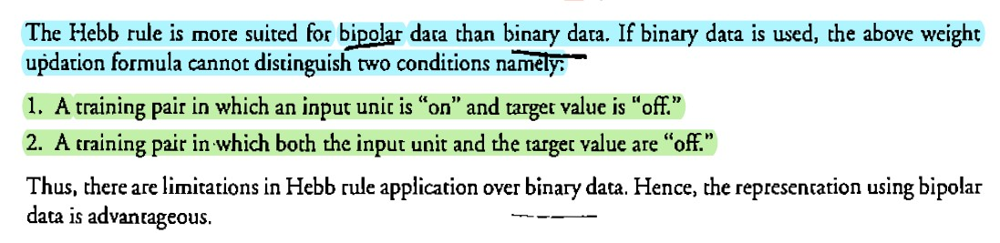 The Hebb rule is more suited for bipolar data than binary data. If binary data is used, the above weight
updation formula cannot distinguish two conditions namely:
1. A training pair in which an input unit is "on" and target value is "off."
2. A training pair in which both the input unit and the target value are "off."
Thus, there are limitations in Hebb rule application over binary data. Hence, the representation using bipolar
data is advantageous.